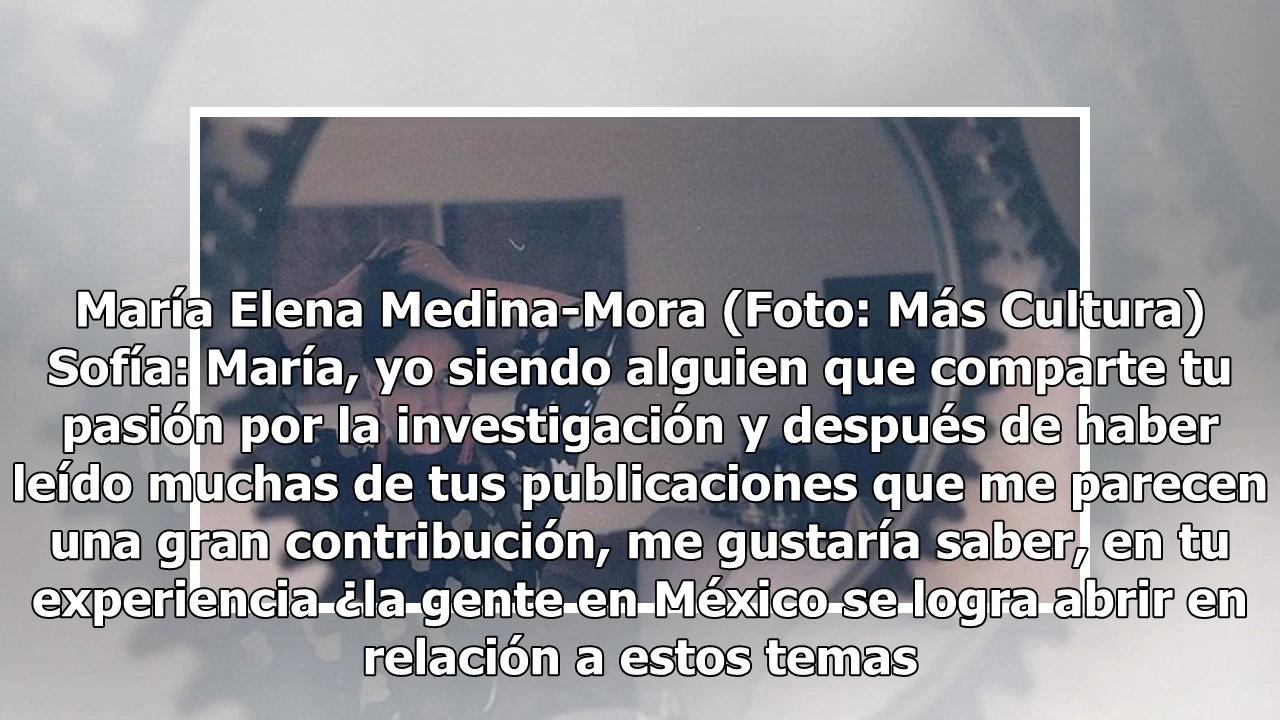 María Elena Medina-Mora (Foto: Más Cultura)
Sofía: María, yo siendo alguien que comparte tu
pasión por la investigación y después de haber
leído muchas de tus publicaciones que me parecen
una gran contribución, me gustaría saber, en tu
experiencia ¿la gente en México se logra abrir en
relación a estos temas